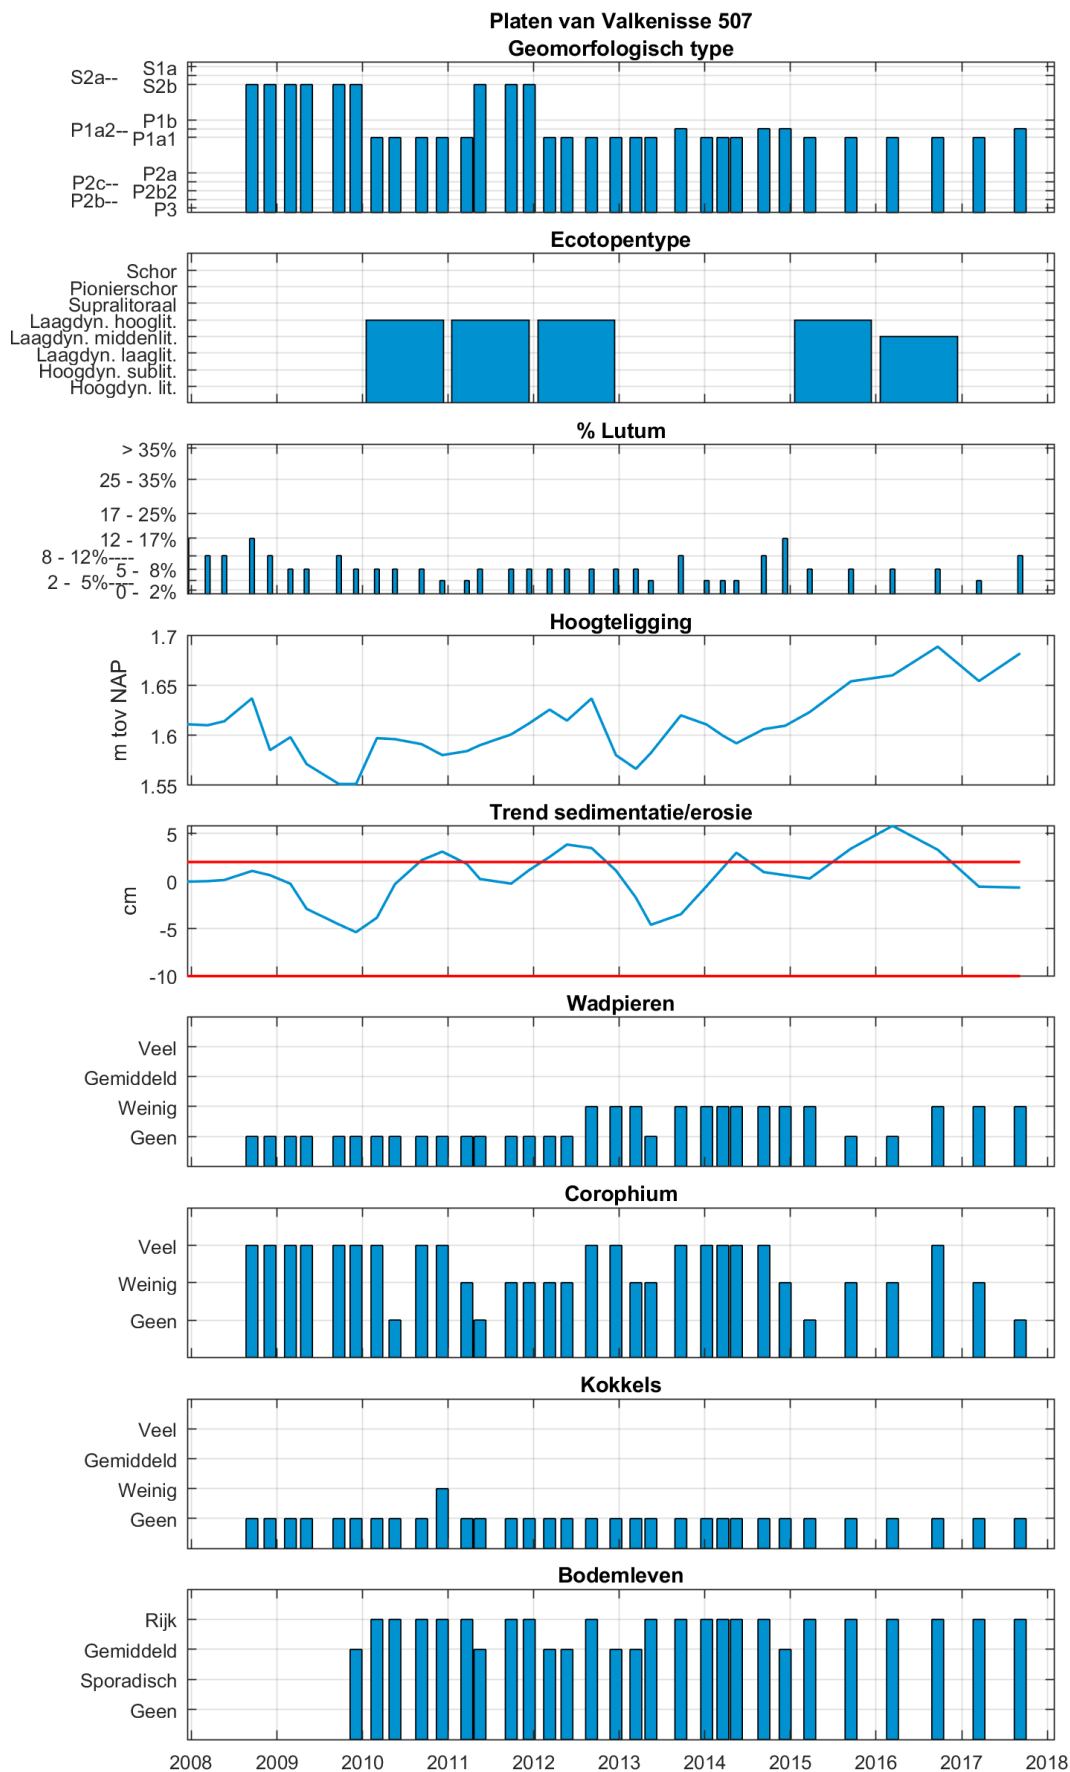 Platen van Valkenisse 507
Geomorfologisch type
S1a
S2a--
S2b
P1b
P1a2--
P1a1
P2a
P2c--
P2b2
P2b--
P3
Ecotopentype
Schor
Pionierschor
Supralitoraal
Laagdyn. hooglit.
Laagdyn. middenlit.
Laagdyn. laaglit.
Hoogdyn. sublit.
Hoogdyn. lit.
% Lutum
> 35%
25 - 35%
17 - 25%
12 - 17%
8 - 12%----
5 - 8%
2 - 5%----
0 - 2%
Hoogteligging
m tov NAP
1.7
1.65
1.6
1.55
Trend sedimentatie/erosie
cm
5
0
-5
-10
Wadpieren
Veel
Gemiddeld
Weinig
Geen
Corophium
Veel
Weinig
Geen
Kokkels
Veel
Gemiddeld
Weinig
Geen
Bodemleven
Rijk
Gemiddeld
Sporadisch
Geen
2008 2009 2010 2011 2012 2013 2014 2015 2016 2017 2018